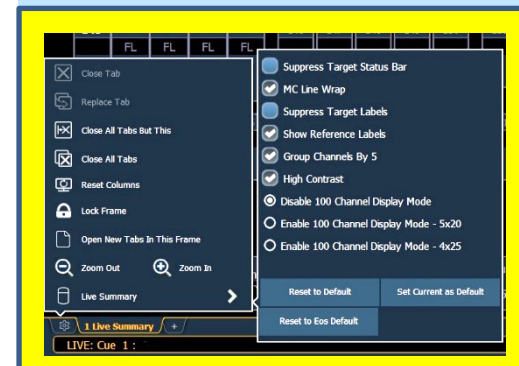 FL FL FL FL
Close Tab
Replace Tab
Close All Tabs But This
Close All Tabs
Reset Columns
Lock Frame
Open New Tabs In This Frame
Zoom Out Zoom In
Live Summary
Suppress Target Status Bar
MC Line Wrap
Suppress Target Labels
Show Reference Labels
Group Channels By 5
High Contrast
Disable 100 Channel Display Mode
Enable 100 Channel Display Mode - 5x20
Enable 100 Channel Display Mode - 4x25
Reset to Default Set Current as Default
Reset to Eos Default
1 Live Summary +
LIVE: Cue 1 :